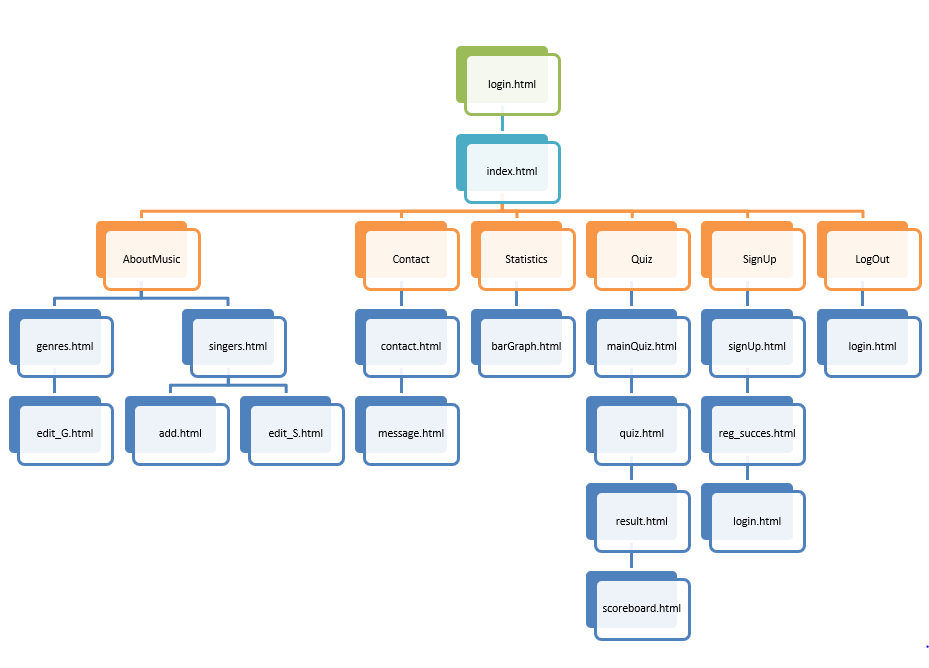 login.html
index.html
AboutMusic
Contact
Statistics
Quiz
SignUp
LogOut
genres.html
singers.html
contact.html
barGraph.html
mainQuiz.html
signUp.html
login.html
edit_G.html
add.html
edit_S.html
message.html
quiz.html
reg_succes.html
result.html
login.html
scoreboard.html